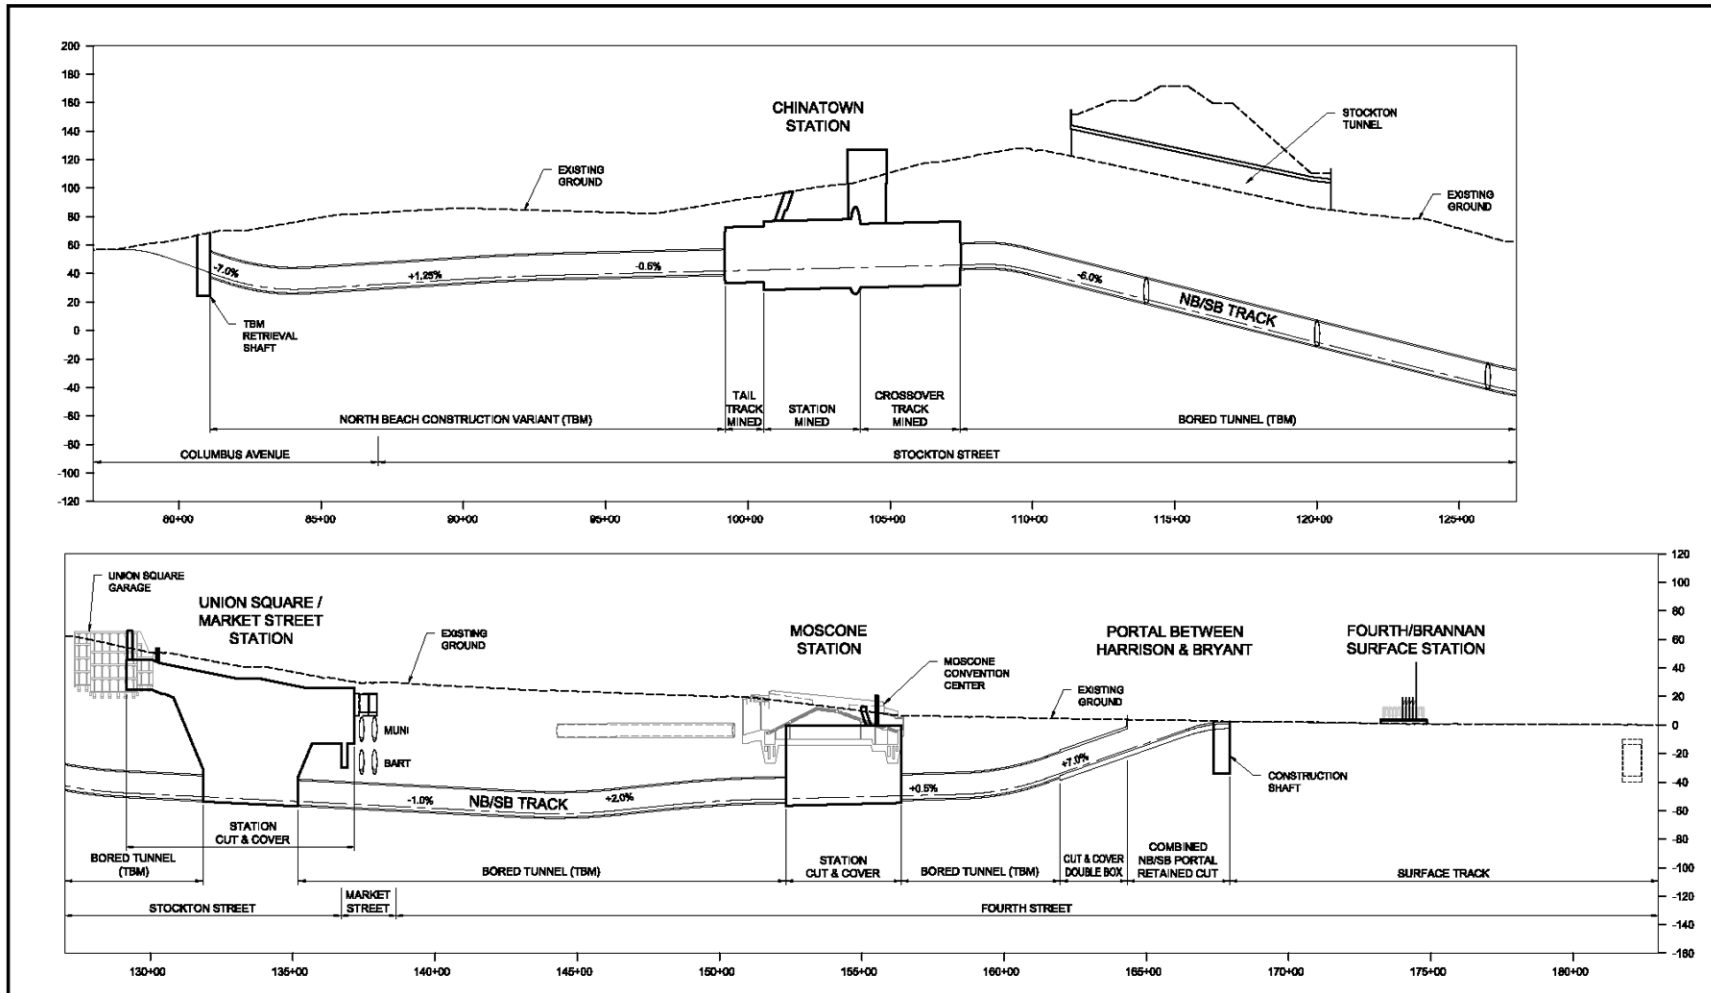 200
180
160
140
120
100
80
60
40
20
0
-20
-40
-60
-80
-100
-120
CHINATOWN
STATION
STOCKTON
TUNNEL
EXISTING
GROUND
EXISTING
GROUND
-7.0%
+1.25%
-0.5%
-6.0%
NB/SB TRACK
TBM
RETRIEVAL
SHAFT
NORTH BEACH CONSTRUCTION VARIANT (TBM)
TAIL
TRACK
MINED
STATION
MINED
CROSSOVER
TRACK
MINED
BORED TUNNEL (TBM)
COLUMBUS AVENUE
STOCKTON STREET
80+00
85+00
90+00
95+00
100+00
105+00
110+00
115+00
120+00
125+00
UNION SQUARE
GARAGE
UNION SQUARE /
MARKET STREET
STATION
EXISTING
GROUND
MOSCONE
STATION
MOSCONE
CONVENTION
CENTER
PORTAL BETWEEN
HARRISON & BRYANT
EXISTING
GROUND
FOURTH/BRANNAN
SURFACE STATION
MUNI
BART
-1.0%
NB/SB TRACK
+2.0%
+0.5%
+7.0%
CONSTRUCTION
SHAFT
STATION
CUT & COVER
BORED TUNNEL
(TBM)
BORED TUNNEL (TBM)
STATION
CUT & COVER
BORED TUNNEL (TBM)
CUT & COVER
DOUBLE BOX
COMBINED
NB/SB PORTAL
RETAINED CUT
SURFACE TRACK
STOCKTON STREET
MARKET
STREET
FOURTH STREET
120
100
80
60
40
20
0
-20
-40
-60
-80
-100
-120
-140
-160
130+00
135+00
140+00
145+00
150+00
155+00
160+00
165+00
170+00
175+00
180+00